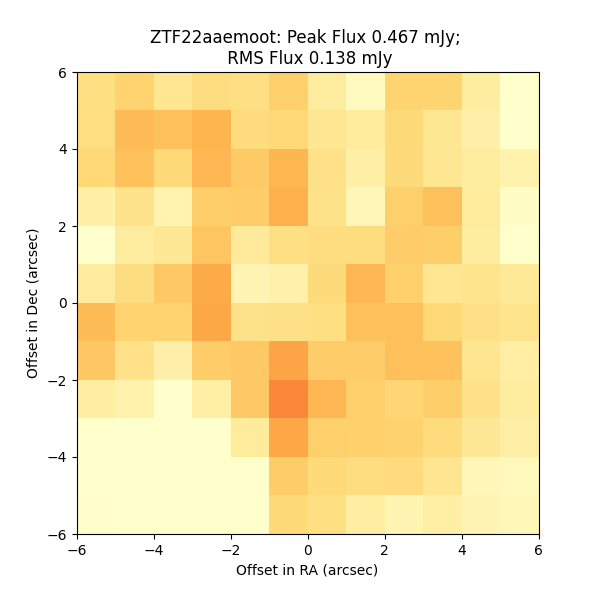 ZTF22aaemoot: Peak Flux 0.467 mJy;
RMS Flux 0.138 mJy
6
4
2
0
−2
−4
−6
Offset in Dec (arcsec)
−6 −4 −2 0 2 4 6
Offset in RA (arcsec)